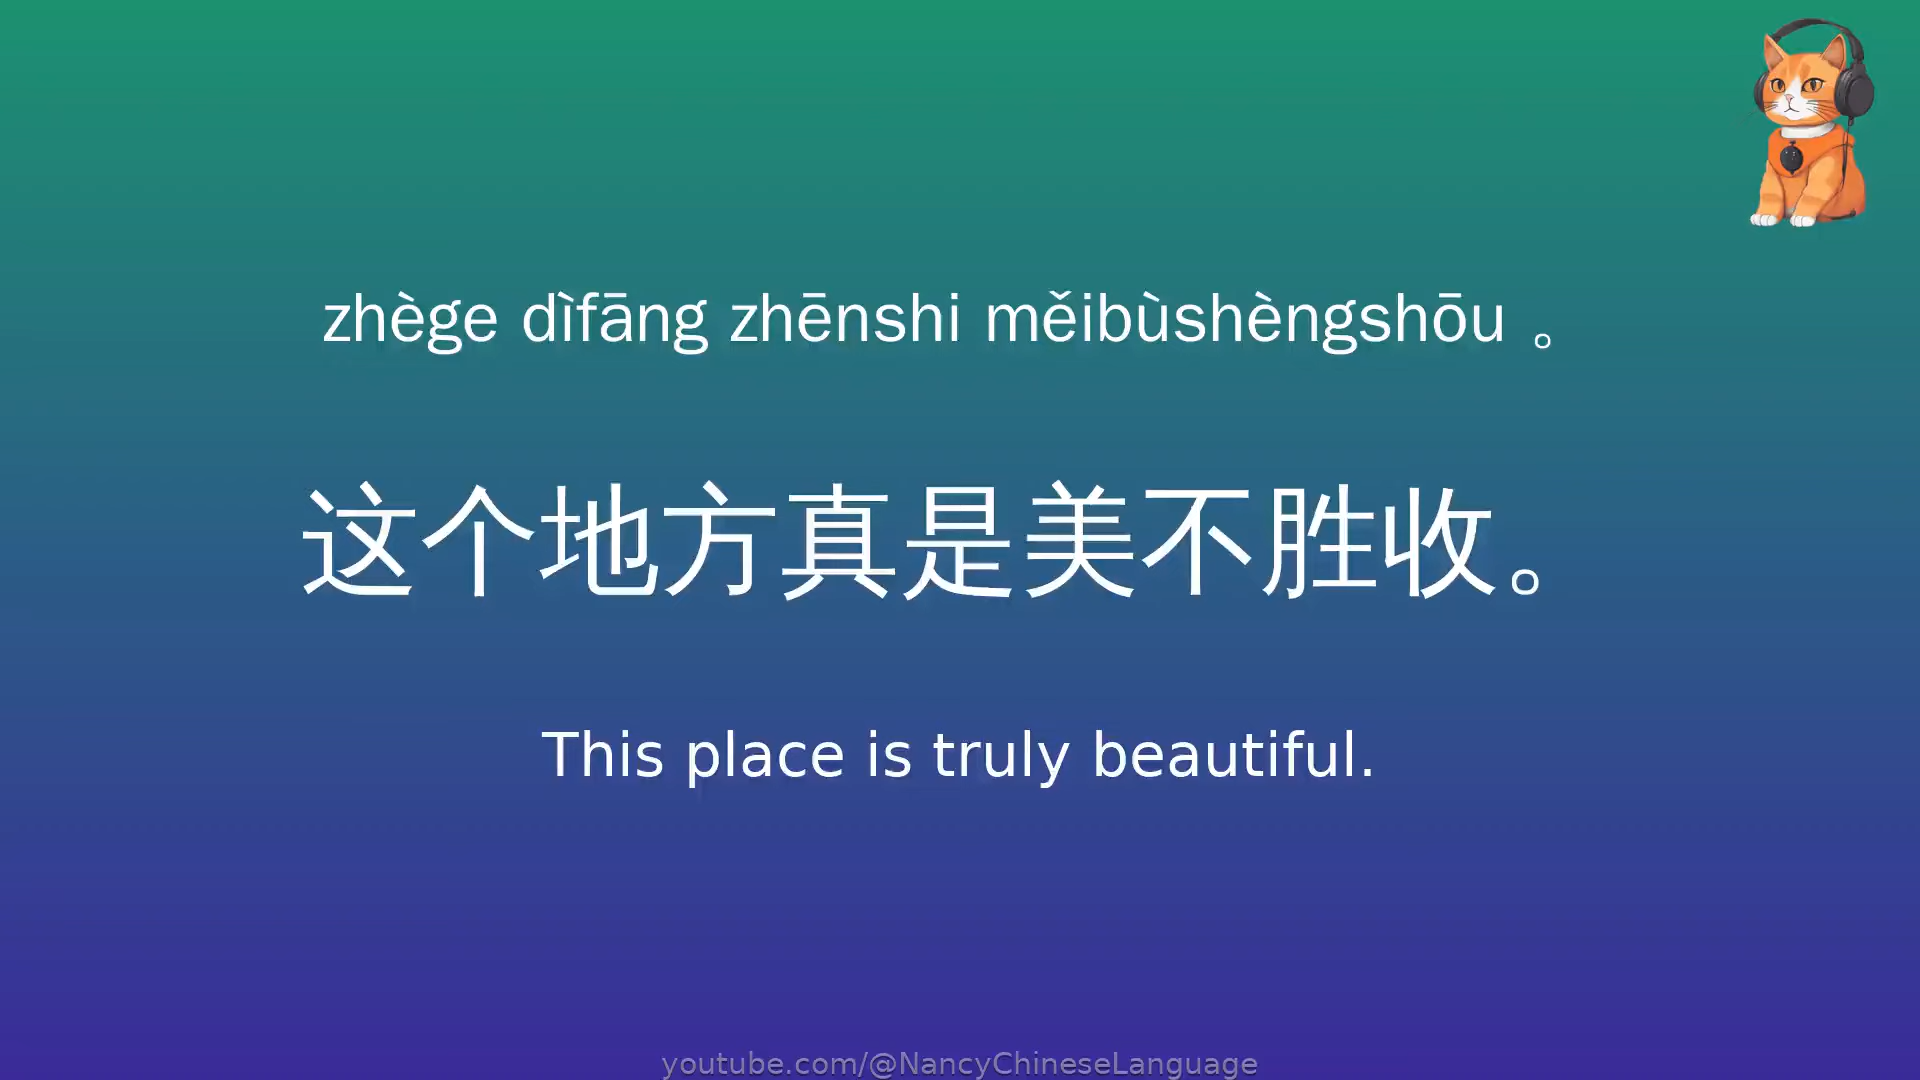 zhège dìfāng zhēnshi měibùshèngshōu 。
这个地方真是美不胜收。
This place is truly beautiful.
youtube.com/@NancyChineseLanguage